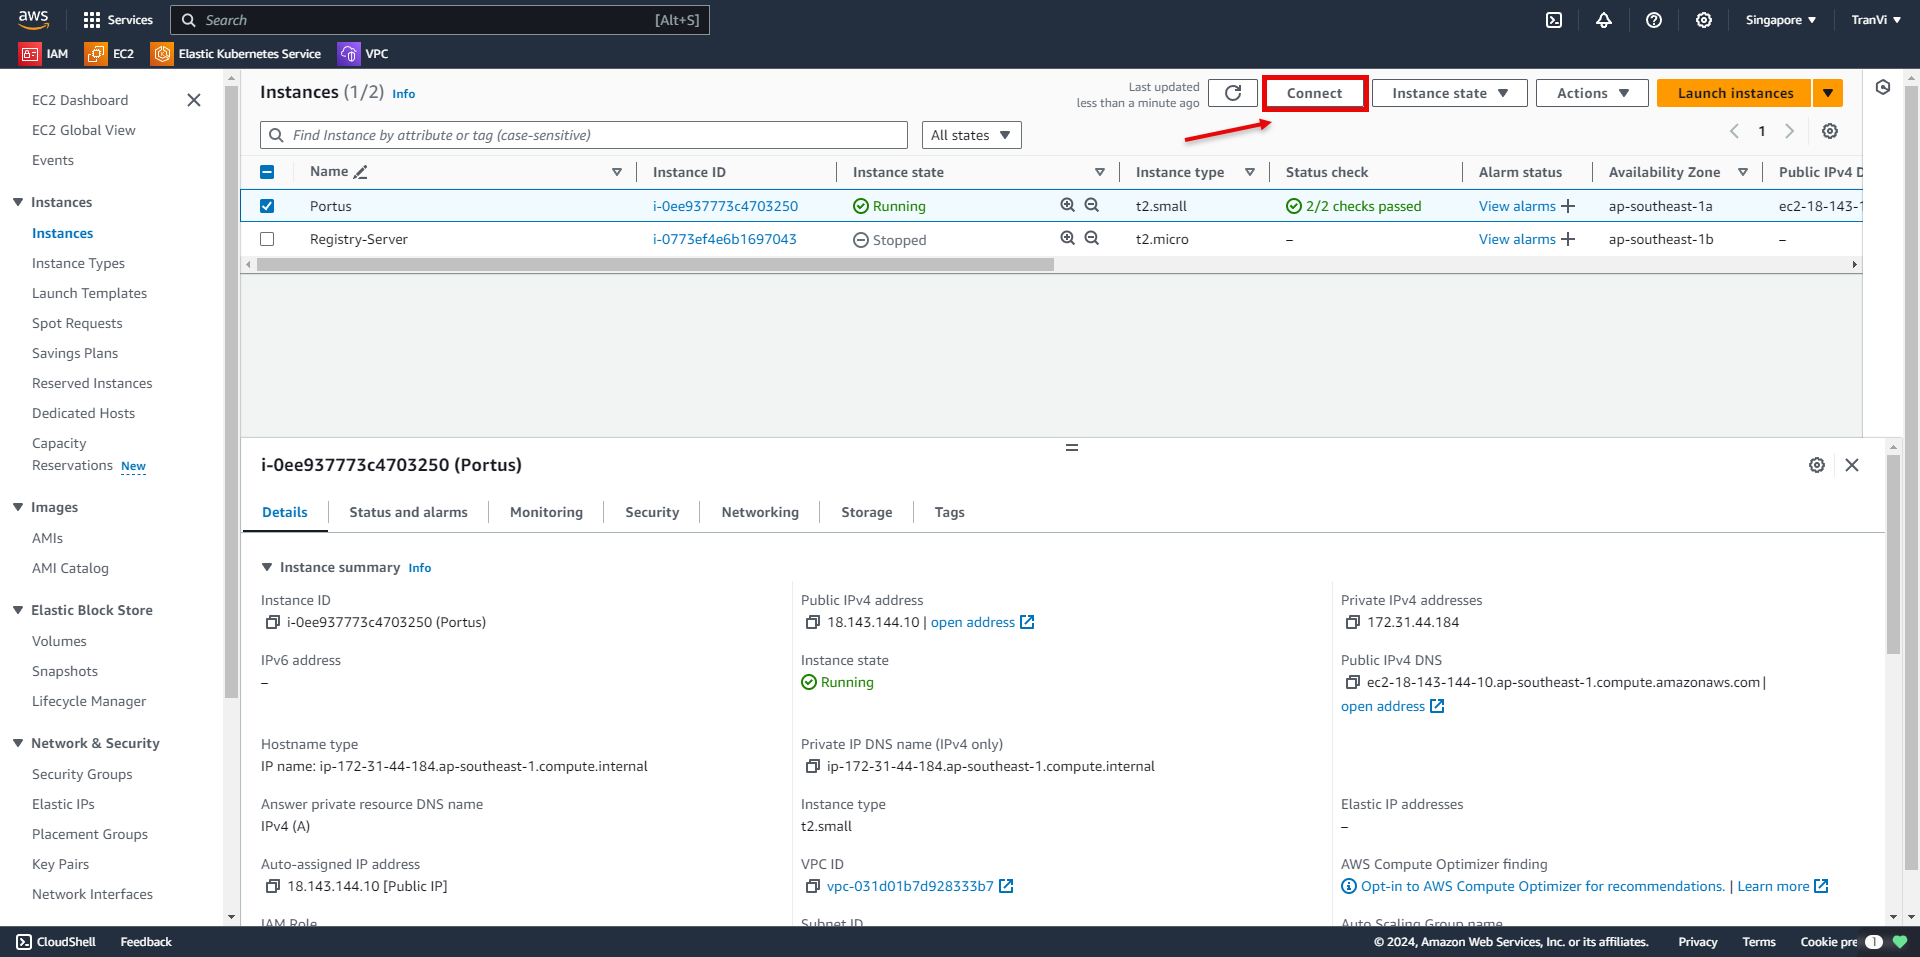 aws Services Search [Alt+S] Singapore TranVi
IAM EC2 Elastic Kubernetes Service VPC
EC2 Dashboard
EC2 Global View
Events
Instances
Instances
Instance Types
Launch Templates
Spot Requests
Savings Plans
Reserved Instances
Dedicated Hosts
Capacity
Reservations New
Images
AMIs
AMI Catalog
Elastic Block Store
Volumes
Snapshots
Lifecycle Manager
Network & Security
Security Groups
Elastic IPs
Placement Groups
Key Pairs
Network Interfaces
Instances (1/2) Info
Last updated
less than a minute ago
Connect Instance state Actions Launch instances
Find Instance by attribute or tag (case-sensitive) All states 1
Name Instance ID Instance state Instance type Status check Alarm status Availability Zone Public IPv4 D
Portus i-0ee937773c4703250 Running t2.small 2/2 checks passed View alarms ap-southeast-1a ec2-18-143-1
Registry-Server i-0773ef4e6b1697043 Stopped t2.micro – View alarms ap-southeast-1b –
i-0ee937773c4703250 (Portus)
Details Status and alarms Monitoring Security Networking Storage Tags
Instance summary Info
Instance ID
i-0ee937773c4703250 (Portus)
Public IPv4 address
18.143.144.10 | open address
Private IPv4 addresses
172.31.44.184
IPv6 address
–
Instance state
Running
Public IPv4 DNS
ec2-18-143-144-10.ap-southeast-1.compute.amazonaws.com |
open address
Hostname type
IP name: ip-172-31-44-184.ap-southeast-1.compute.internal
Private IP DNS name (IPv4 only)
ip-172-31-44-184.ap-southeast-1.compute.internal
Answer private resource DNS name
IPv4 (A)
Instance type
t2.small
Elastic IP addresses
–
Auto-assigned IP address
18.143.144.10 [Public IP]
VPC ID
vpc-031d01b7d928333b7
AWS Compute Optimizer finding
Opt-in to AWS Compute Optimizer for recommendations. | Learn more
IAM Role
Subnet ID
Auto Scaling Group name
CloudShell Feedback © 2024, Amazon Web Services, Inc. or its affiliates. Privacy Terms Cookie pre 1